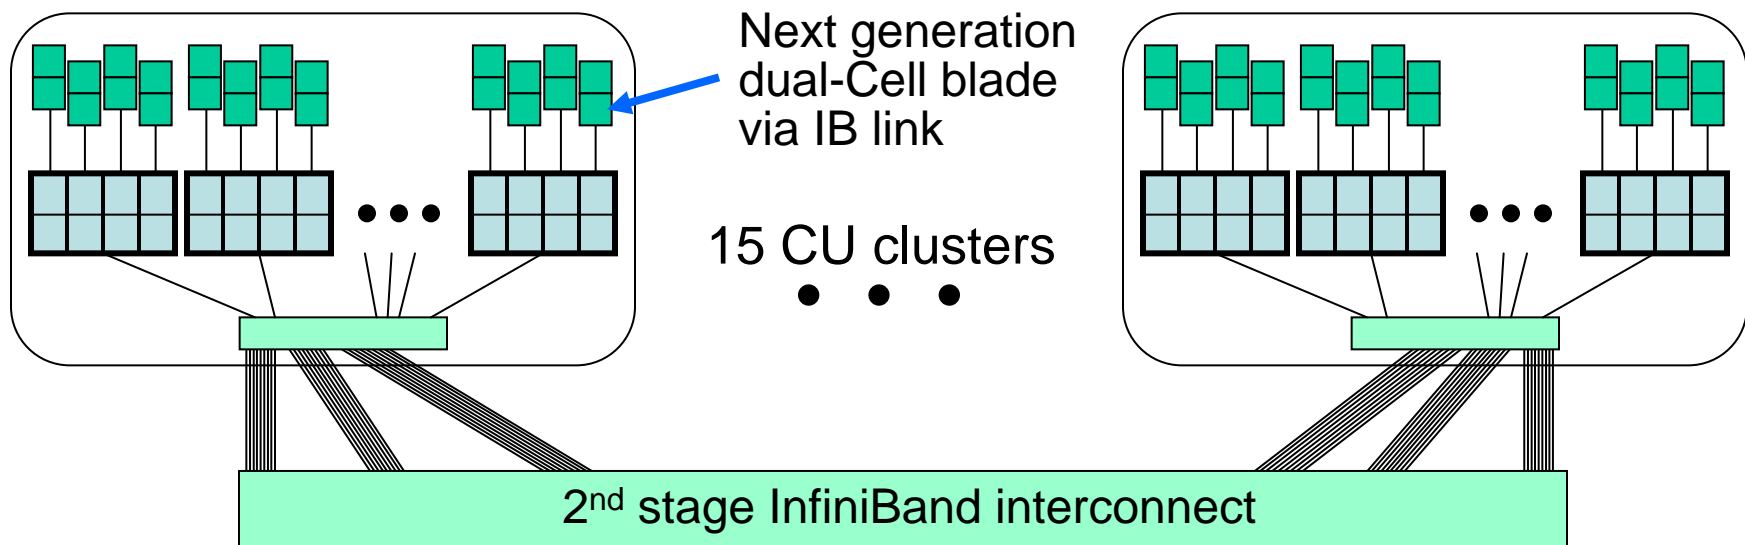 Next generation
dual-Cell blade
via IB link
15 CU clusters
2nd stage InfiniBand interconnect